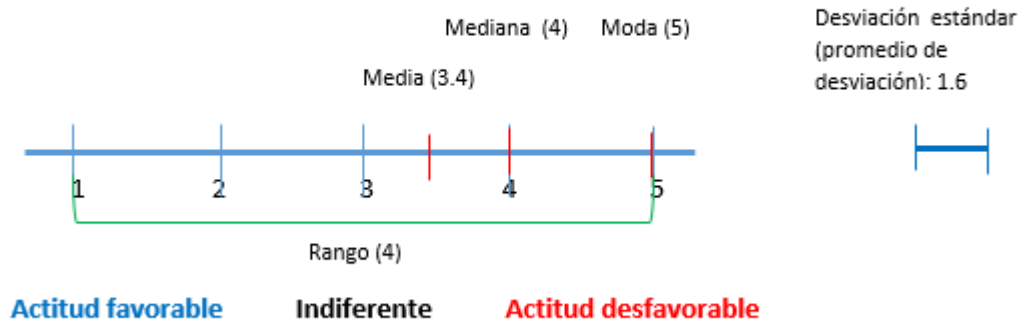 Mediana (4) Moda (5)
Desviación estándar
(promedio de
desviación): 1.6
Media (3.4)
1 2 3 4 5
Rango (4)
Actitud favorable Indiferente Actitud desfavorable